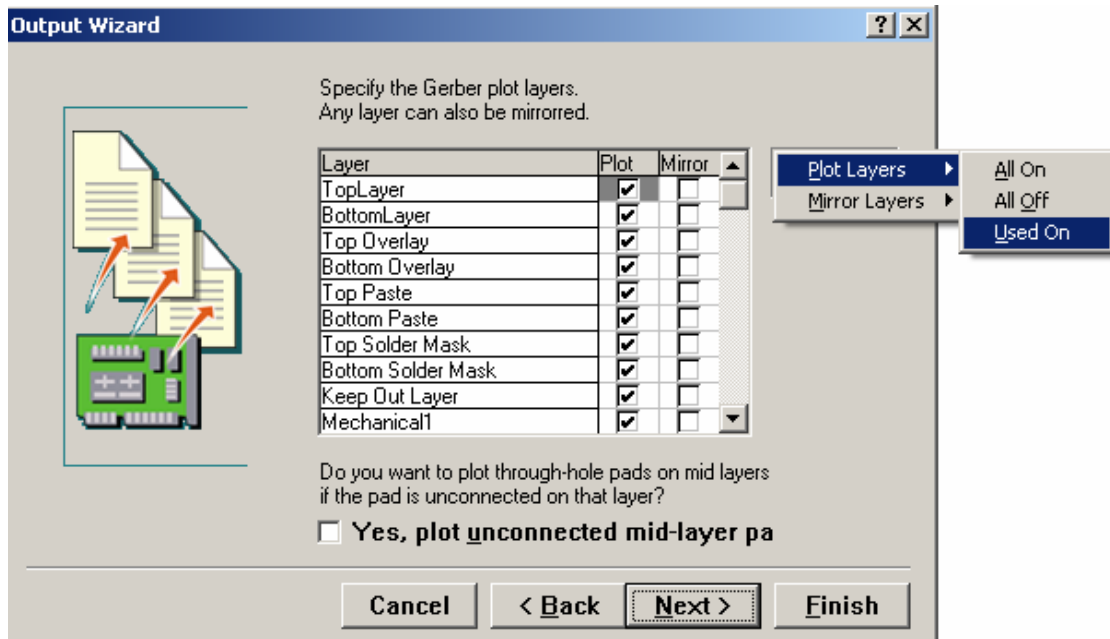 Output Wizard
Specify the Gerber plot layers.
Any layer can also be mirrored.
Layer Plot Mirror
TopLayer
BottomLayer
Top Overlay
Bottom Overlay
Top Paste
Bottom Paste
Top Solder Mask
Bottom Solder Mask
Keep Out Layer
Mechanical1
Plot Layers
Mirror Layers
All On
All Off
Used On
Do you want to plot through-hole pads on mid layers
if the pad is unconnected on that layer?
Yes, plot unconnected mid-layer pa
Cancel
< Back
Next >
Finish